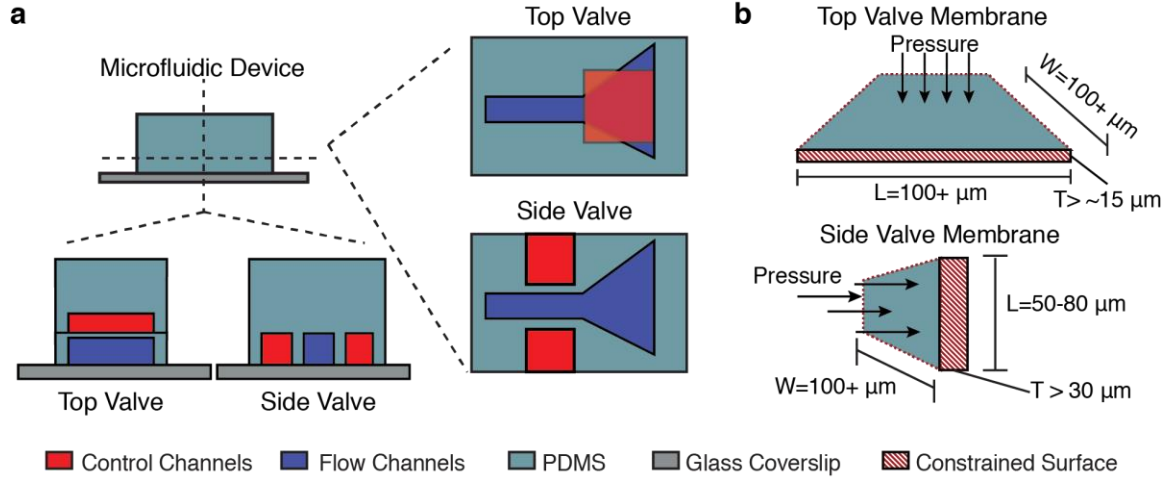 a
Microfluidic Device
Top Valve
Side Valve
Top Valve
Side Valve
b
Top Valve Membrane
Pressure
W=100+ µm
L=100+ µm
T> ~15 µm
Side Valve Membrane
Pressure
L=50-80 µm
W=100+ µm
T > 30 µm
Control Channels
Flow Channels
PDMS
Glass Coverslip
Constrained Surface